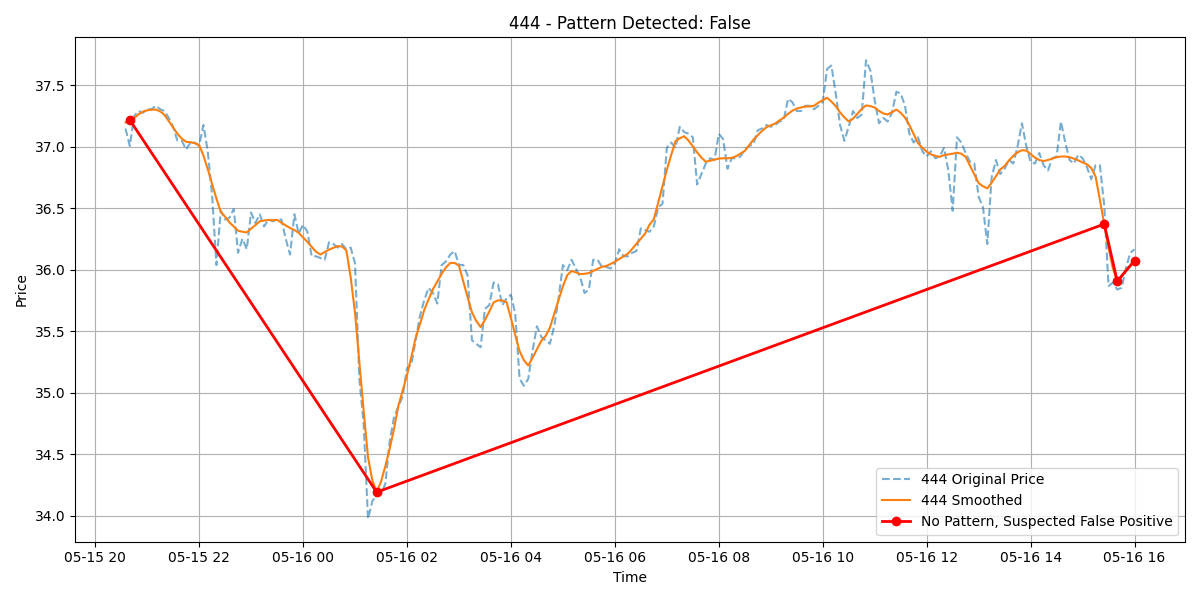 444 - Pattern Detected: False
Price
37.5
37.0
36.5
36.0
35.5
35.0
34.5
34.0
444 Original Price
444 Smoothed
No Pattern, Suspected False Positive
05-15 20 05-15 22 05-16 00 05-16 02 05-16 04 05-16 06 05-16 08 05-16 10 05-16 12 05-16 14 05-16 16
Time